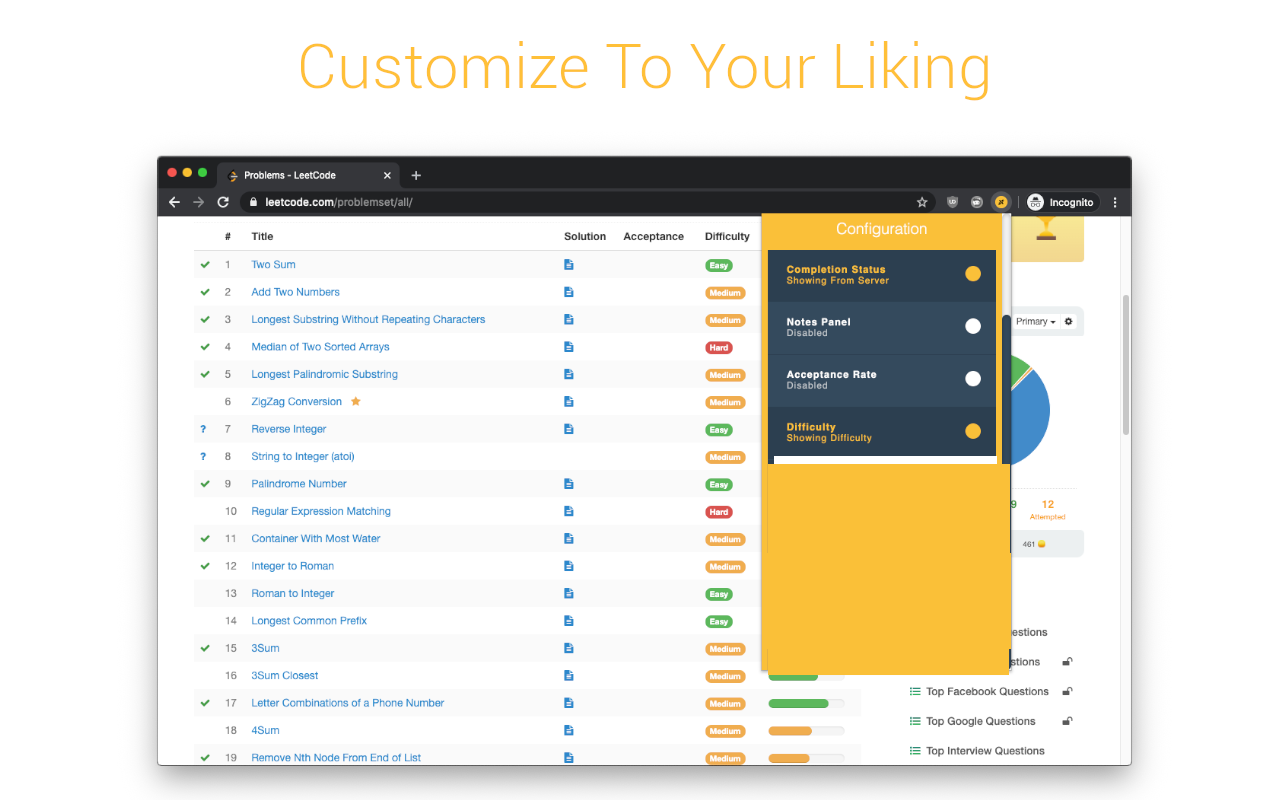 Customize To Your Liking
Problems - LeetCode
leetcode.com/problemset/all/
Incognito
# Title Solution Acceptance Difficulty
1 Two Sum Easy
2 Add Two Numbers Medium
3 Longest Substring Without Repeating Characters Medium
4 Median of Two Sorted Arrays Hard
5 Longest Palindromic Substring Medium
6 ZigZag Conversion Medium
? 7 Reverse Integer Easy
? 8 String to Integer (atoi) Medium
9 Palindrome Number Easy
10 Regular Expression Matching Hard
11 Container With Most Water Medium
12 Integer to Roman Medium
13 Roman to Integer Easy
14 Longest Common Prefix Easy
15 3Sum Medium
16 3Sum Closest Medium
17 Letter Combinations of a Phone Number Medium
18 4Sum Medium
19 Remove Nth Node From End of List Medium
Configuration
Completion Status
Showing From Server
Notes Panel
Disabled
Acceptance Rate
Disabled
Difficulty
Showing Difficulty
Primary
9 12
Attempted
461
estions
stions
Top Facebook Questions
Top Google Questions
Top Interview Questions